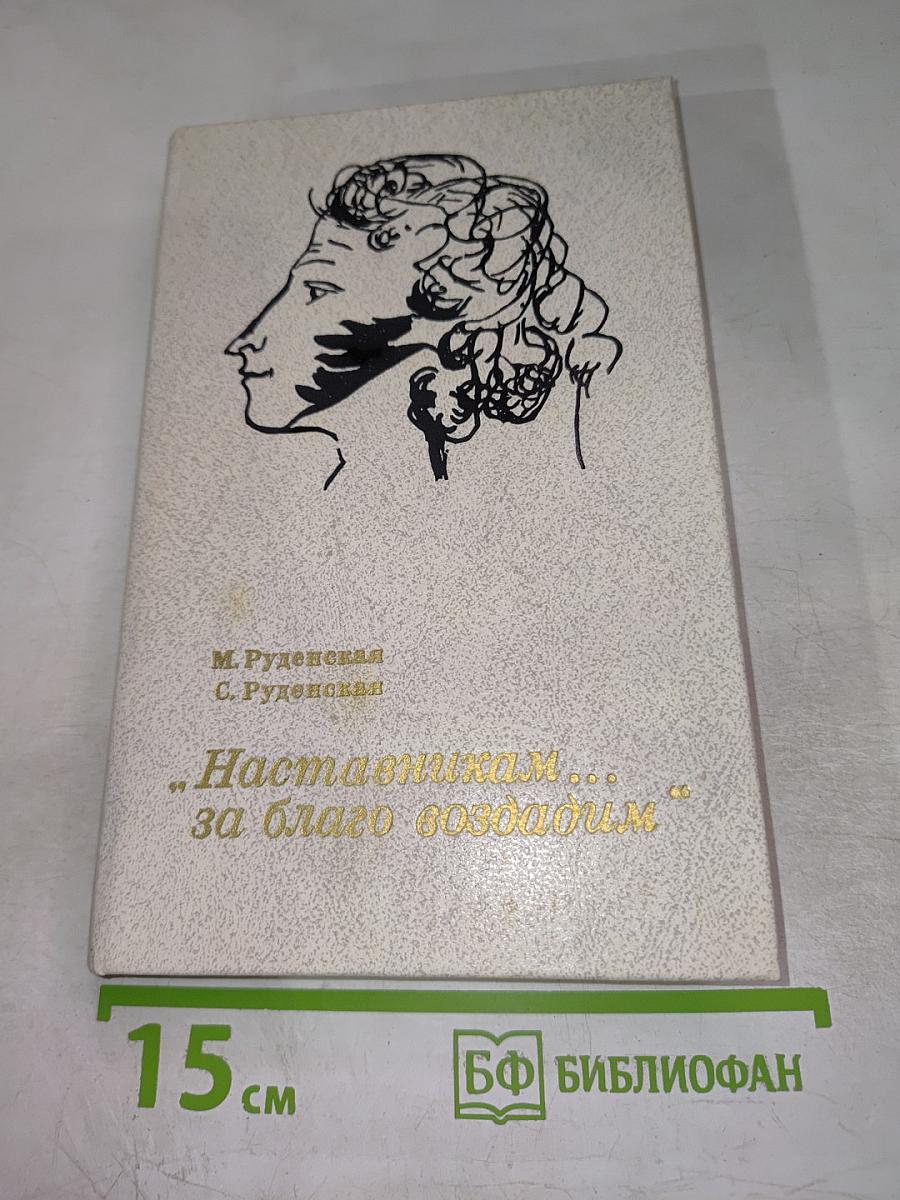 М. Руденская
С. Руденская
„Наставникам...
за благо воздадим“
15 см
БФ БИБЛИОФАН